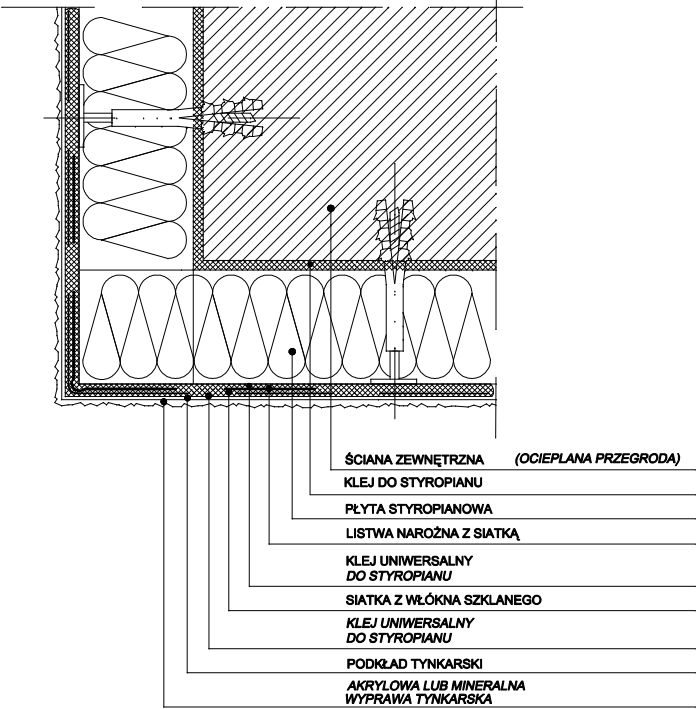 ŚCIANA ZEWNĘTRZNA (OCIEPLANA PRZEGRODA)
KLEJ DO STYROPIANU
PŁYTA STYROPIANOWA
LISTWA NAROŻNA Z SIATKĄ
KLEJ UNIWERSALNY
DO STYROPIANU
SIATKA Z WŁÓKNA SZKLANEGO
KLEJ UNIWERSALNY
DO STYROPIANU
PODKŁAD TYNKARSKI
AKRYLOWA LUB MINERALNA
WYPRAWA TYNKARSKA